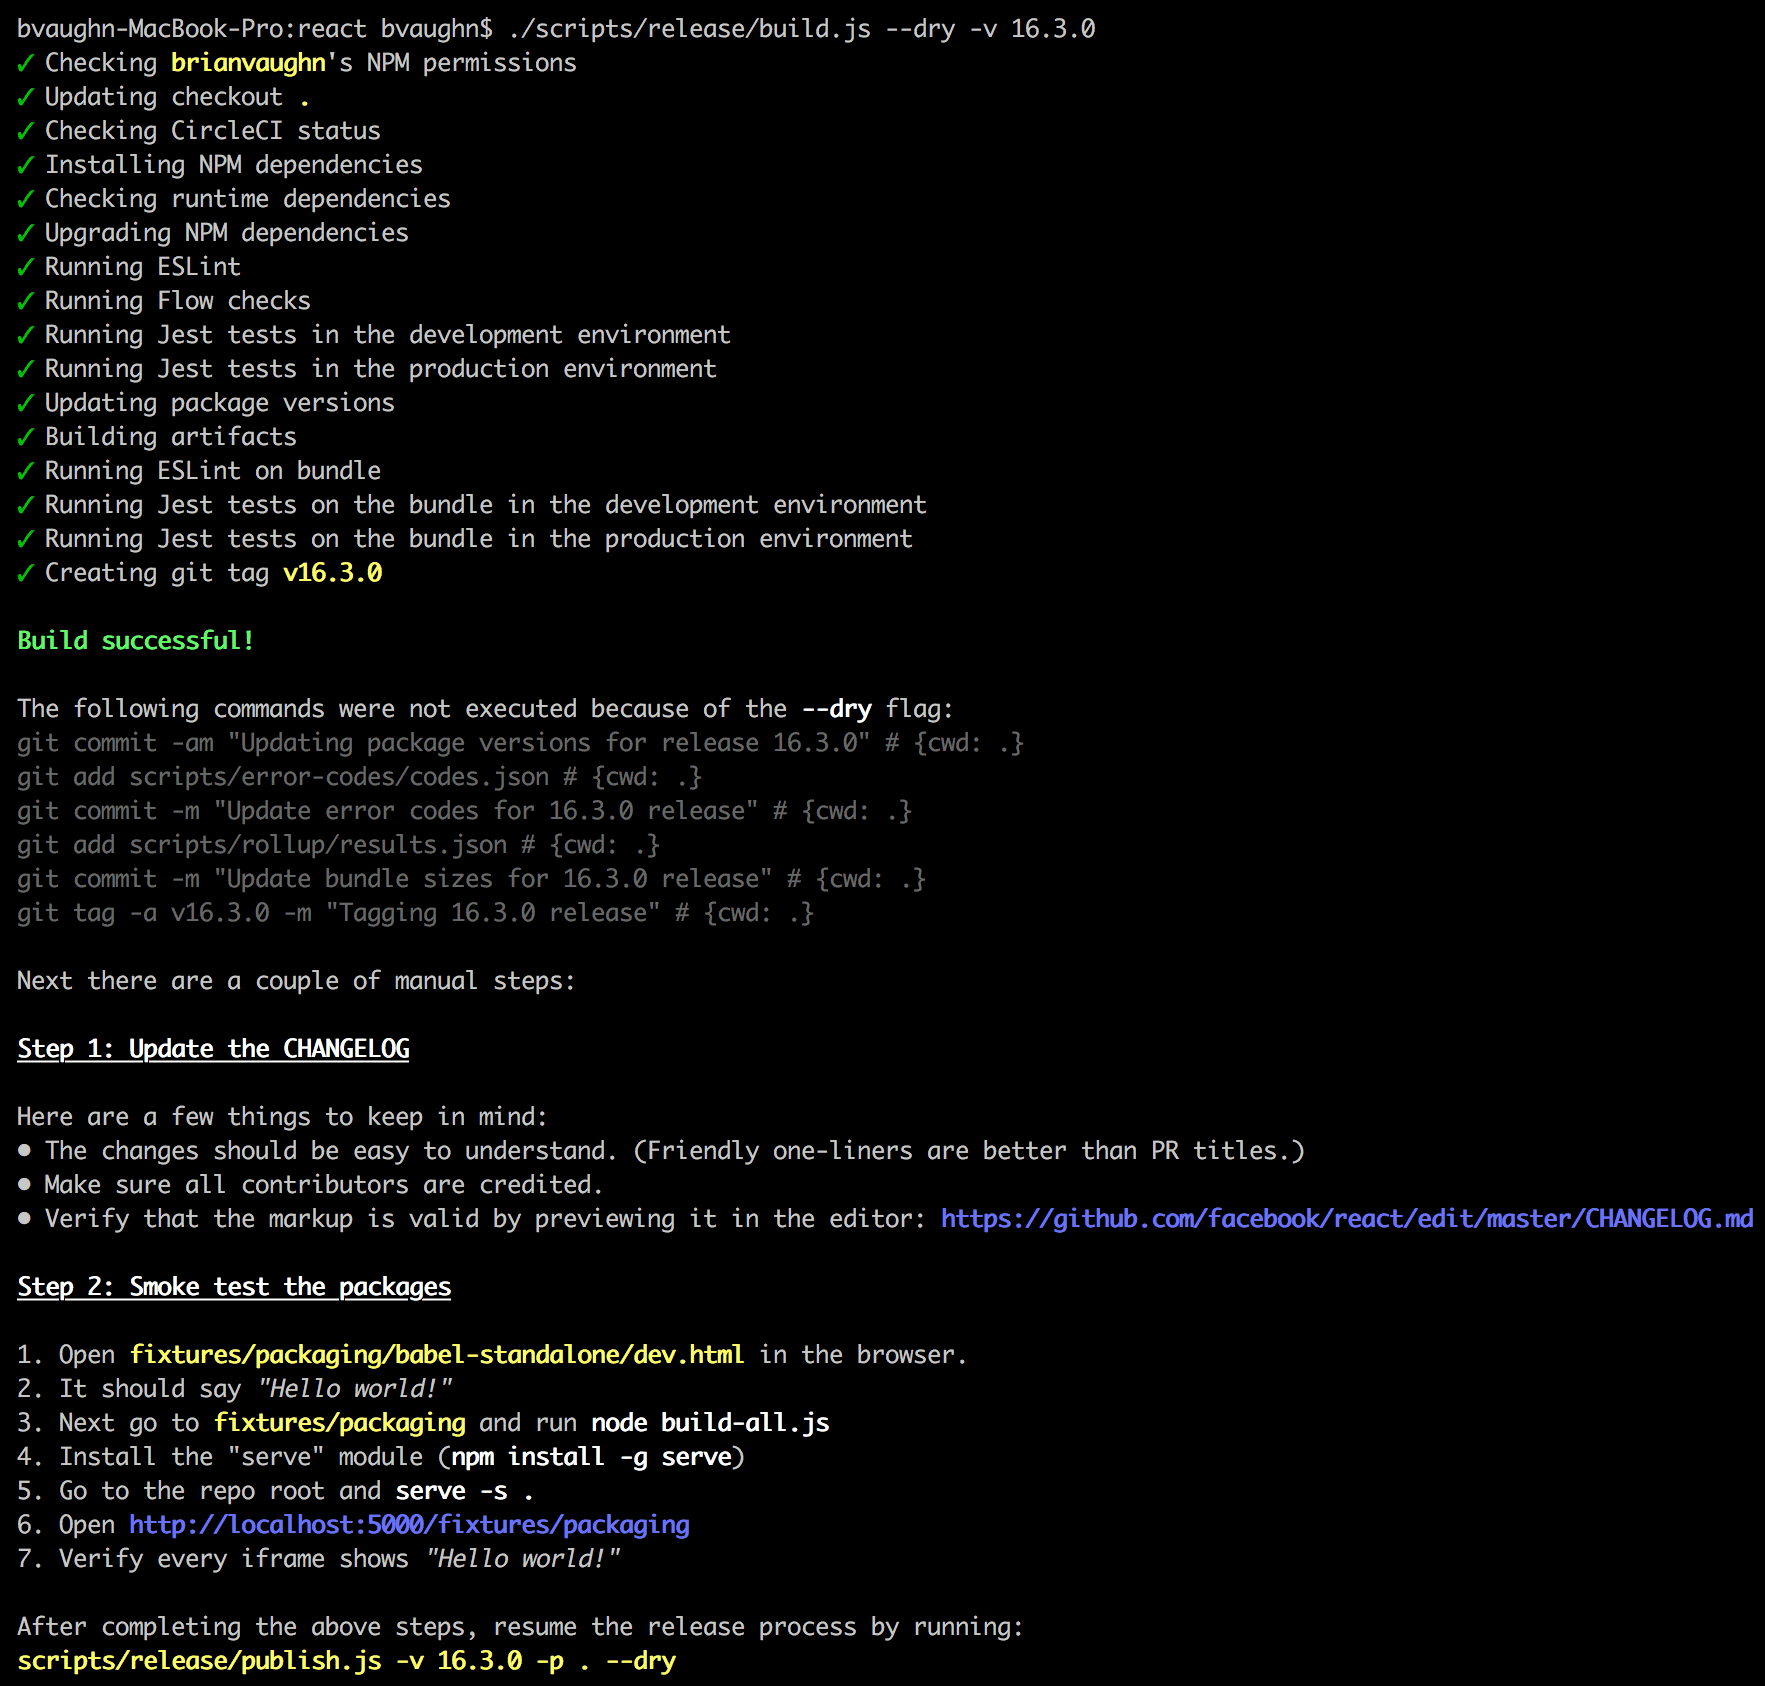 bvaughn-MacBook-Pro:react bvaughn$ ./scripts/release/build.js --dry -v 16.3.0
✓ Checking brianvaughn's NPM permissions
✓ Updating checkout .
✓ Checking CircleCI status
✓ Installing NPM dependencies
✓ Checking runtime dependencies
✓ Upgrading NPM dependencies
✓ Running ESLint
✓ Running Flow checks
✓ Running Jest tests in the development environment
✓ Running Jest tests in the production environment
✓ Updating package versions
✓ Building artifacts
✓ Running ESLint on bundle
✓ Running Jest tests on the bundle in the development environment
✓ Running Jest tests on the bundle in the production environment
✓ Creating git tag v16.3.0
Build successful!
The following commands were not executed because of the --dry flag:
git commit -am "Updating package versions for release 16.3.0" # {cwd: .}
git add scripts/error-codes/codes.json # {cwd: .}
git commit -m "Update error codes for 16.3.0 release" # {cwd: .}
git add scripts/rollup/results.json # {cwd: .}
git commit -m "Update bundle sizes for 16.3.0 release" # {cwd: .}
git tag -a v16.3.0 -m "Tagging 16.3.0 release" # {cwd: .}
Next there are a couple of manual steps:
Step 1: Update the CHANGELOG
Here are a few things to keep in mind:
● The changes should be easy to understand. (Friendly one-liners are better than PR titles.)
● Make sure all contributors are credited.
● Verify that the markup is valid by previewing it in the editor: https://github.com/facebook/react/edit/master/CHANGELOG.md
Step 2: Smoke test the packages
1. Open fixtures/packaging/babel-standalone/dev.html in the browser.
2. It should say "Hello world!"
3. Next go to fixtures/packaging and run node build-all.js
4. Install the "serve" module (npm install -g serve)
5. Go to the repo root and serve -s .
6. Open http://localhost:5000/fixtures/packaging
7. Verify every iframe shows "Hello world!"
After completing the above steps, resume the release process by running:
scripts/release/publish.js -v 16.3.0 -p . --dry